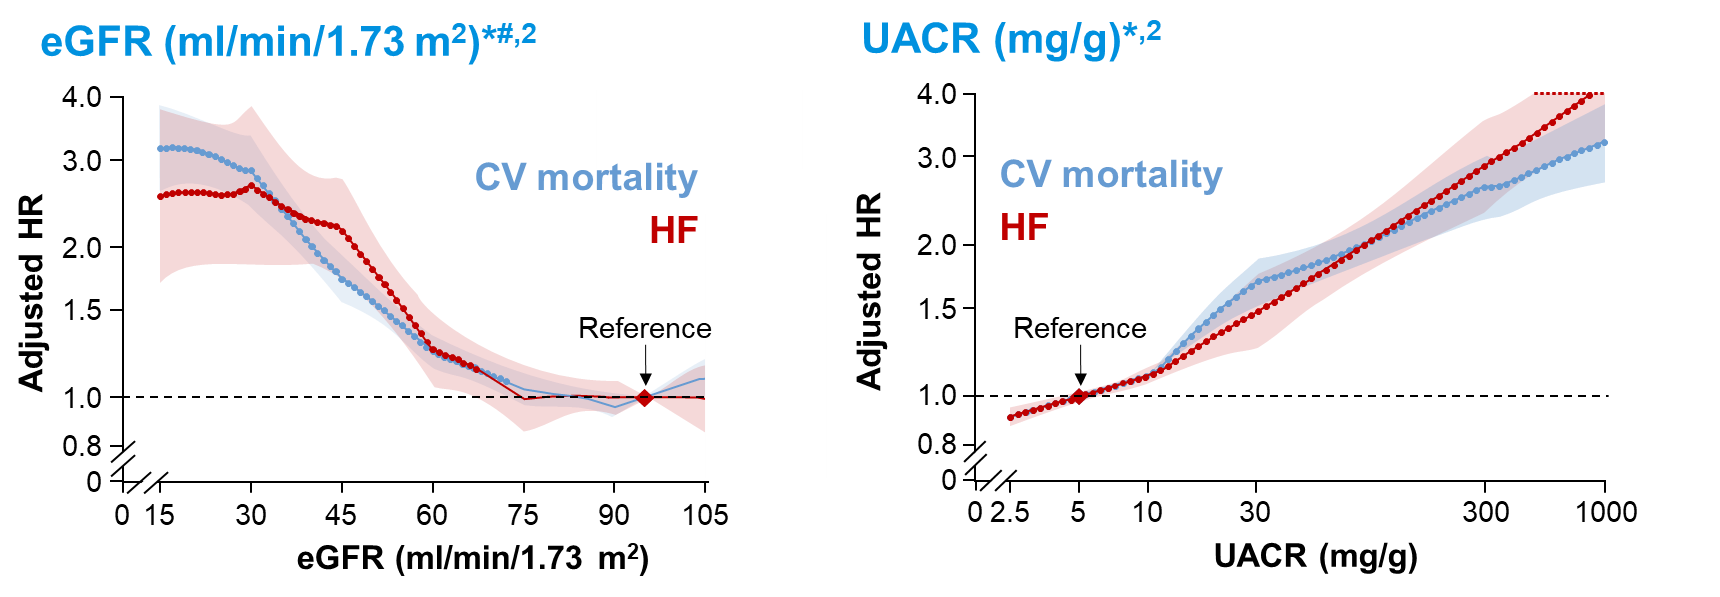 eGFR (ml/min/1.73 m²)*#,2
4.0
3.0
2.0
1.5
1.0
0.8
0
Adjusted HR
CV mortality
HF
Reference
0 15 30 45 60 75 90 105
eGFR (ml/min/1.73 m²)
UACR (mg/g)*,2
4.0
3.0
2.0
1.5
1.0
0.8
0
Adjusted HR
CV mortality
HF
Reference
0 2.5 5 10 30 300 1000
UACR (mg/g)